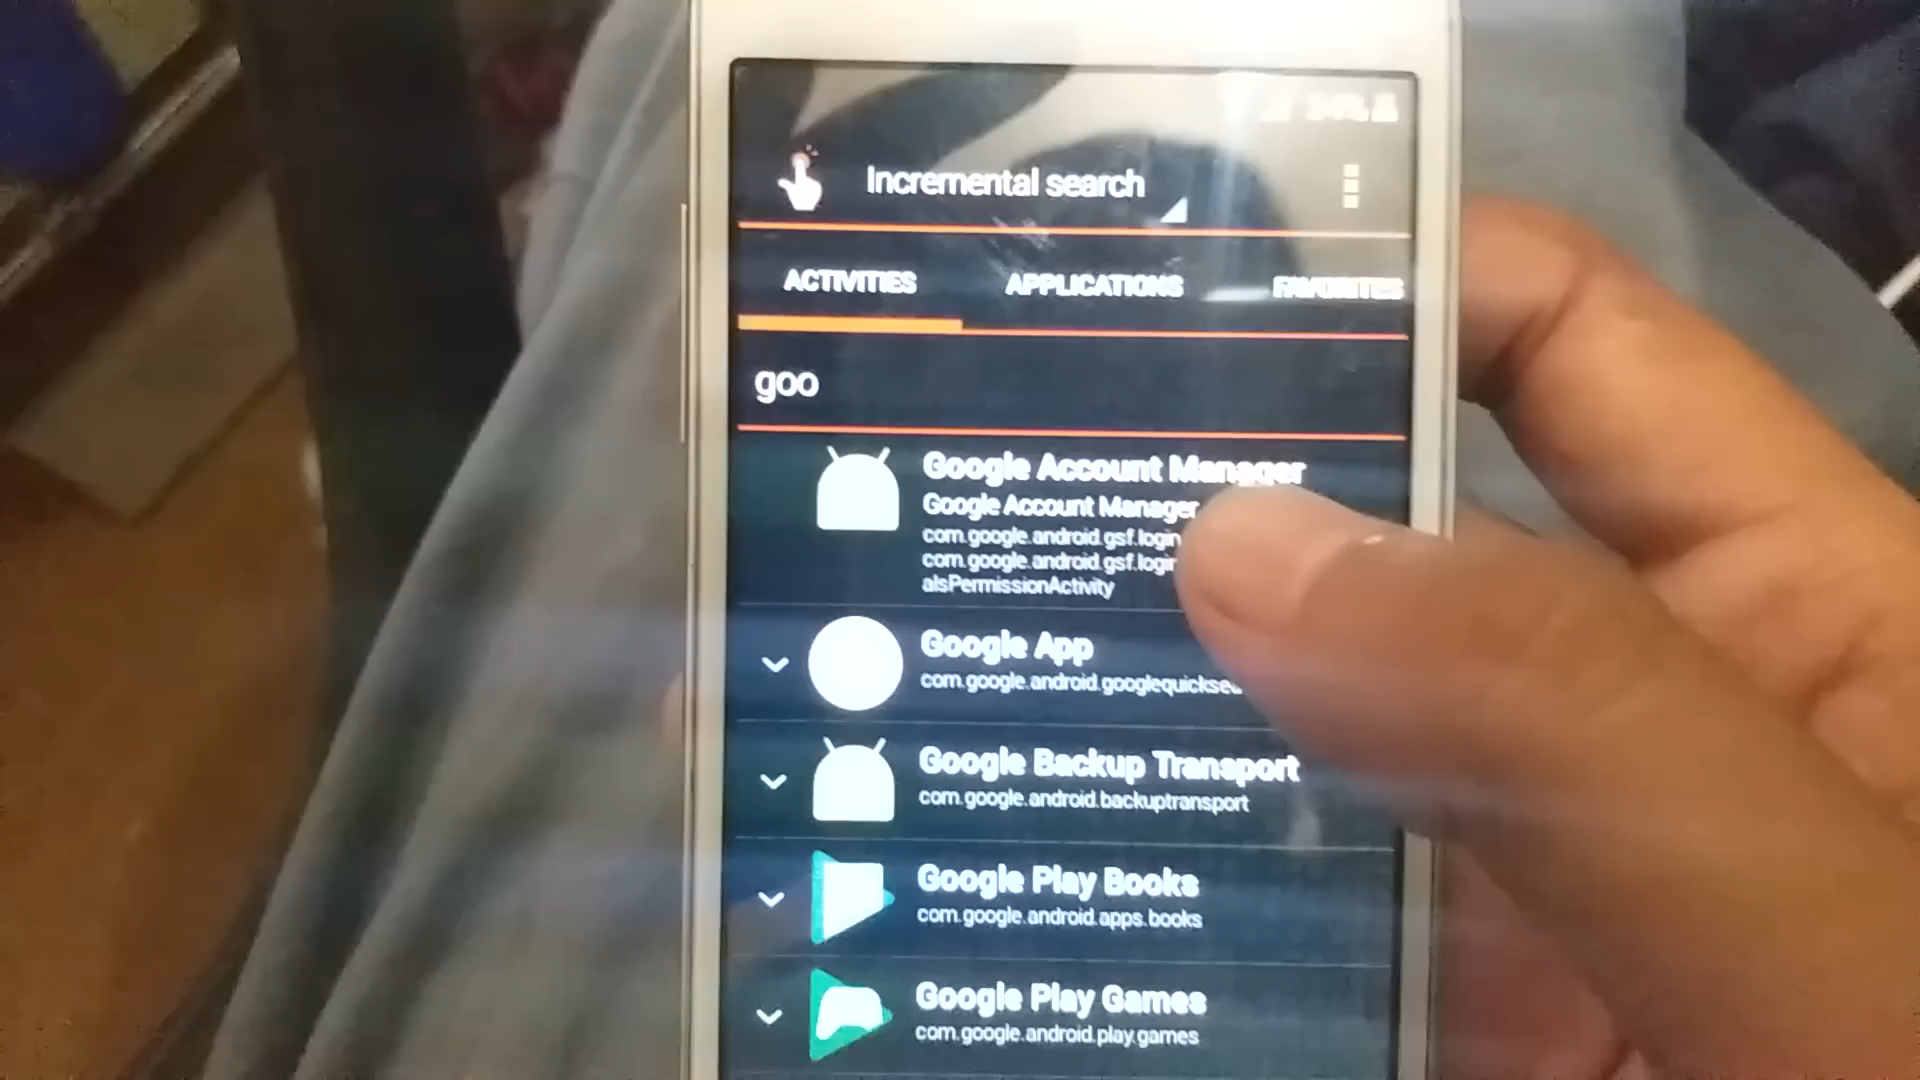 Incremental search
ACTIVITIES APPLICATIONS FAVORITES
goo
Google Account Manager
Google Account Manager
com.google.android.gsf.login
com.google.android.gsf.login
alsPermissionActivity
Google App
com.google.android.googlequickse
Google Backup Transport
com.google.android.backuptransport
Google Play Books
com.google.android.apps.books
Google Play Games
com.google.android.play.games